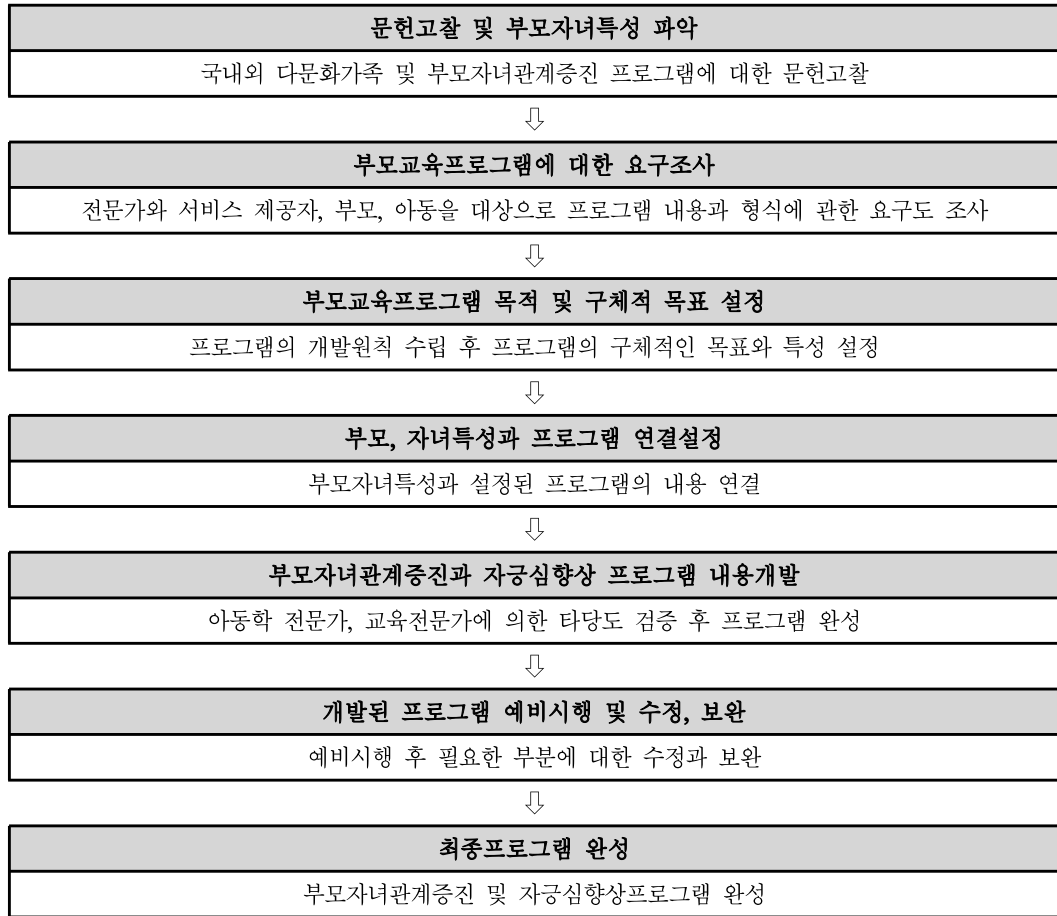 문헌고찰 및 부모자녀특성 파악
국내외 다문화가족 및 부모자녀관계증진 프로그램에 대한 문헌고찰
⇩
부모교육프로그램에 대한 요구조사
전문가와 서비스 제공자, 부모, 아동을 대상으로 프로그램 내용과 형식에 관한 요구도 조사
⇩
부모교육프로그램 목적 및 구체적 목표 설정
프로그램의 개발원칙 수립 후 프로그램의 구체적인 목표와 특성 설정
⇩
부모, 자녀특성과 프로그램 연결설정
부모자녀특성과 설정된 프로그램의 내용 연결
⇩
부모자녀관계증진과 자긍심향상 프로그램 내용개발
아동학 전문가, 교육전문가에 의한 타당도 검증 후 프로그램 완성
⇩
개발된 프로그램 예비시행 및 수정, 보완
예비시행 후 필요한 부분에 대한 수정과 보완
⇩
최종프로그램 완성
부모자녀관계증진 및 자긍심향상프로그램 완성